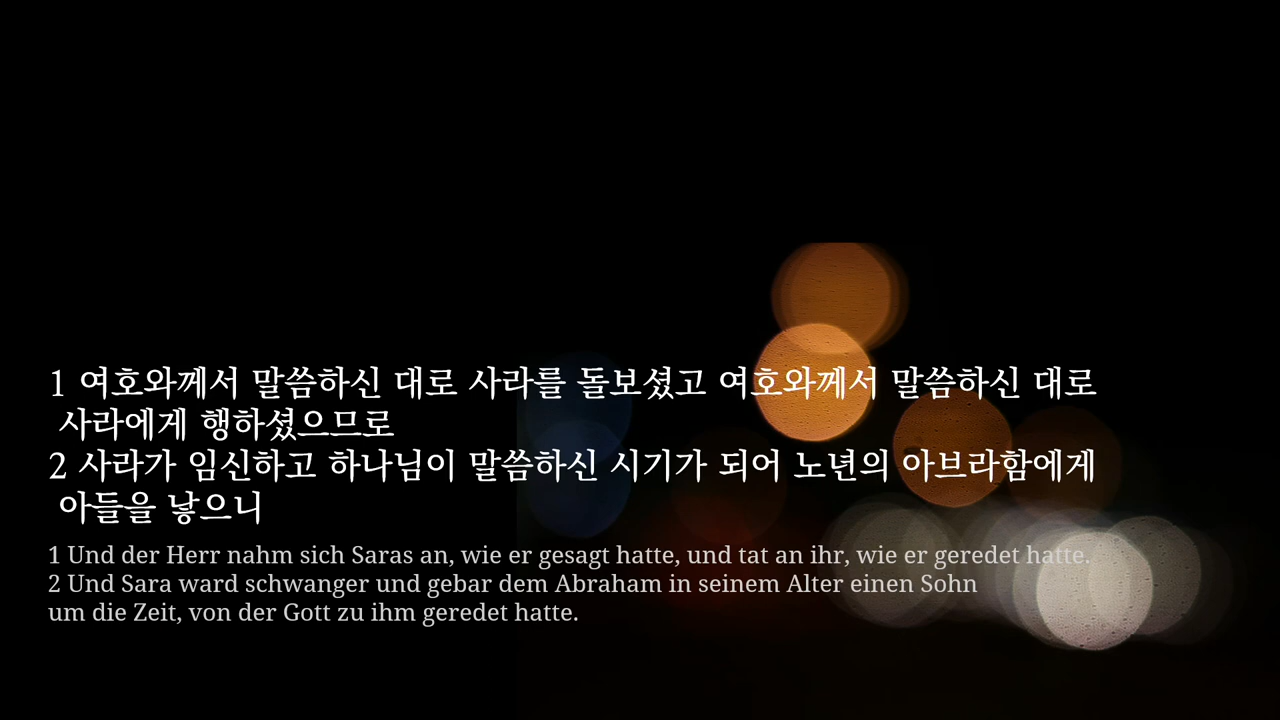 1 여호와께서 말씀하신 대로 사라를 돌보셨고 여호와께서 말씀하신 대로
사라에게 행하셨으므로
2 사라가 임신하고 하나님이 말씀하신 시기가 되어 노년의 아브라함에게
아들을 낳으니
1 Und der Herr nahm sich Saras an, wie er gesagt hatte, und tat an ihr, wie er geredet hatte.
2 Und Sara ward schwanger und gebar dem Abraham in seinem Alter einen Sohn
um die Zeit, von der Gott zu ihm geredet hatte.